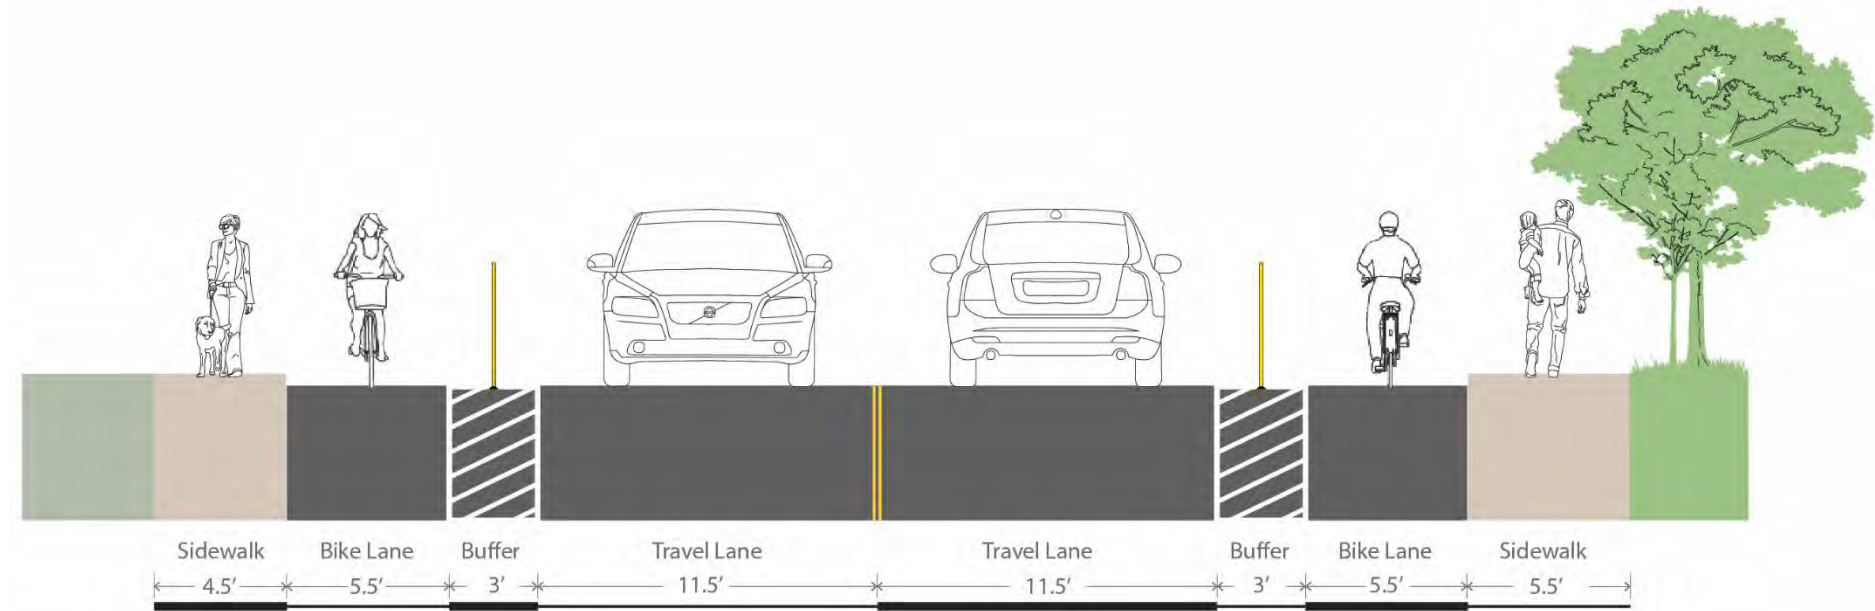 Sidewalk Bike Lane Buffer Travel Lane Travel Lane Buffer Bike Lane Sidewalk
4.5’ 5.5’ 3’ 11.5’ 11.5’ 3’ 5.5’ 5.5’